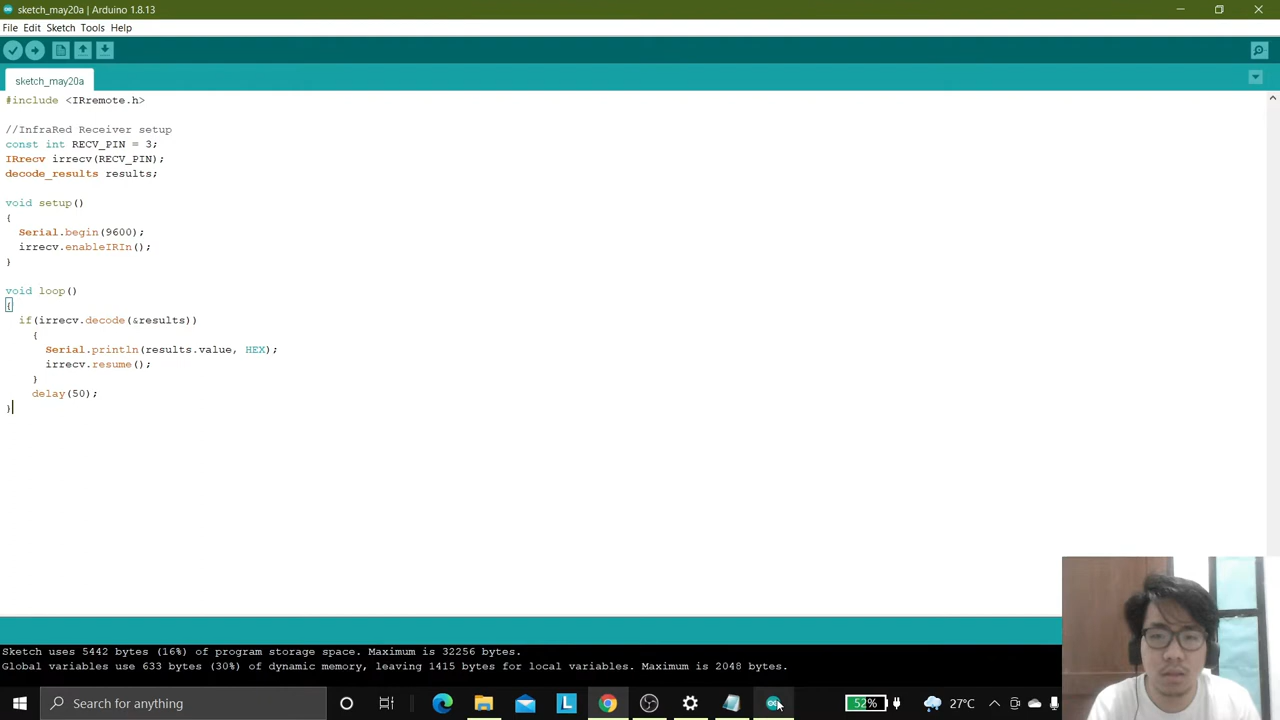 sketch_may20a | Arduino 1.8.13
File Edit Sketch Tools Help
sketch_may20a
#include <IRremote.h>
//InfraRed Receiver setup
const int RECV_PIN = 3;
IRrecv irrecv(RECV_PIN);
decode_results results;
void setup()
{
Serial.begin(9600);
irrecv.enableIRIn();
}
void loop()
{
if(irrecv.decode(&results))
{
Serial.println(results.value, HEX);
irrecv.resume();
}
delay(50);
}
Sketch uses 5442 bytes (16%) of program storage space. Maximum is 32256 bytes.
Global variables use 633 bytes (30%) of dynamic memory, leaving 1415 bytes for local variables. Maximum is 2048 bytes.
Search for anything
L
52%
27°C